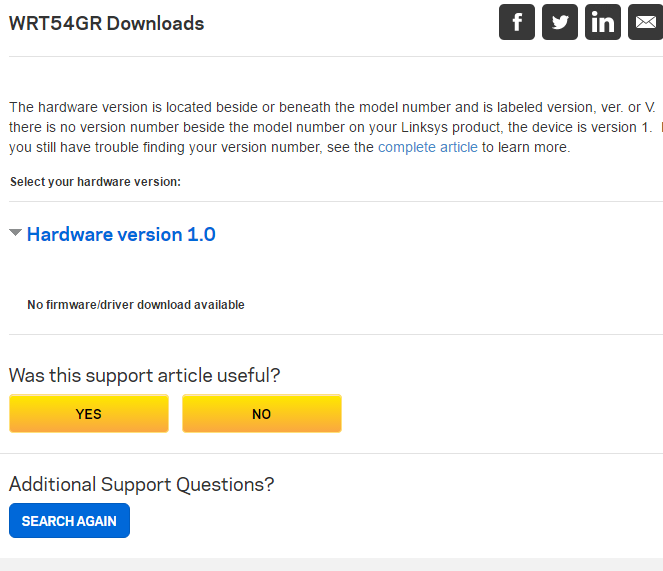 WRT54GR Downloads
The hardware version is located beside or beneath the model number and is labeled version, ver. or V.
there is no version number beside the model number on your Linksys product, the device is version 1.
you still have trouble finding your version number, see the complete article to learn more.
Select your hardware version:
Hardware version 1.0
No firmware/driver download available
Was this support article useful?
YES NO
Additional Support Questions?
SEARCH AGAIN